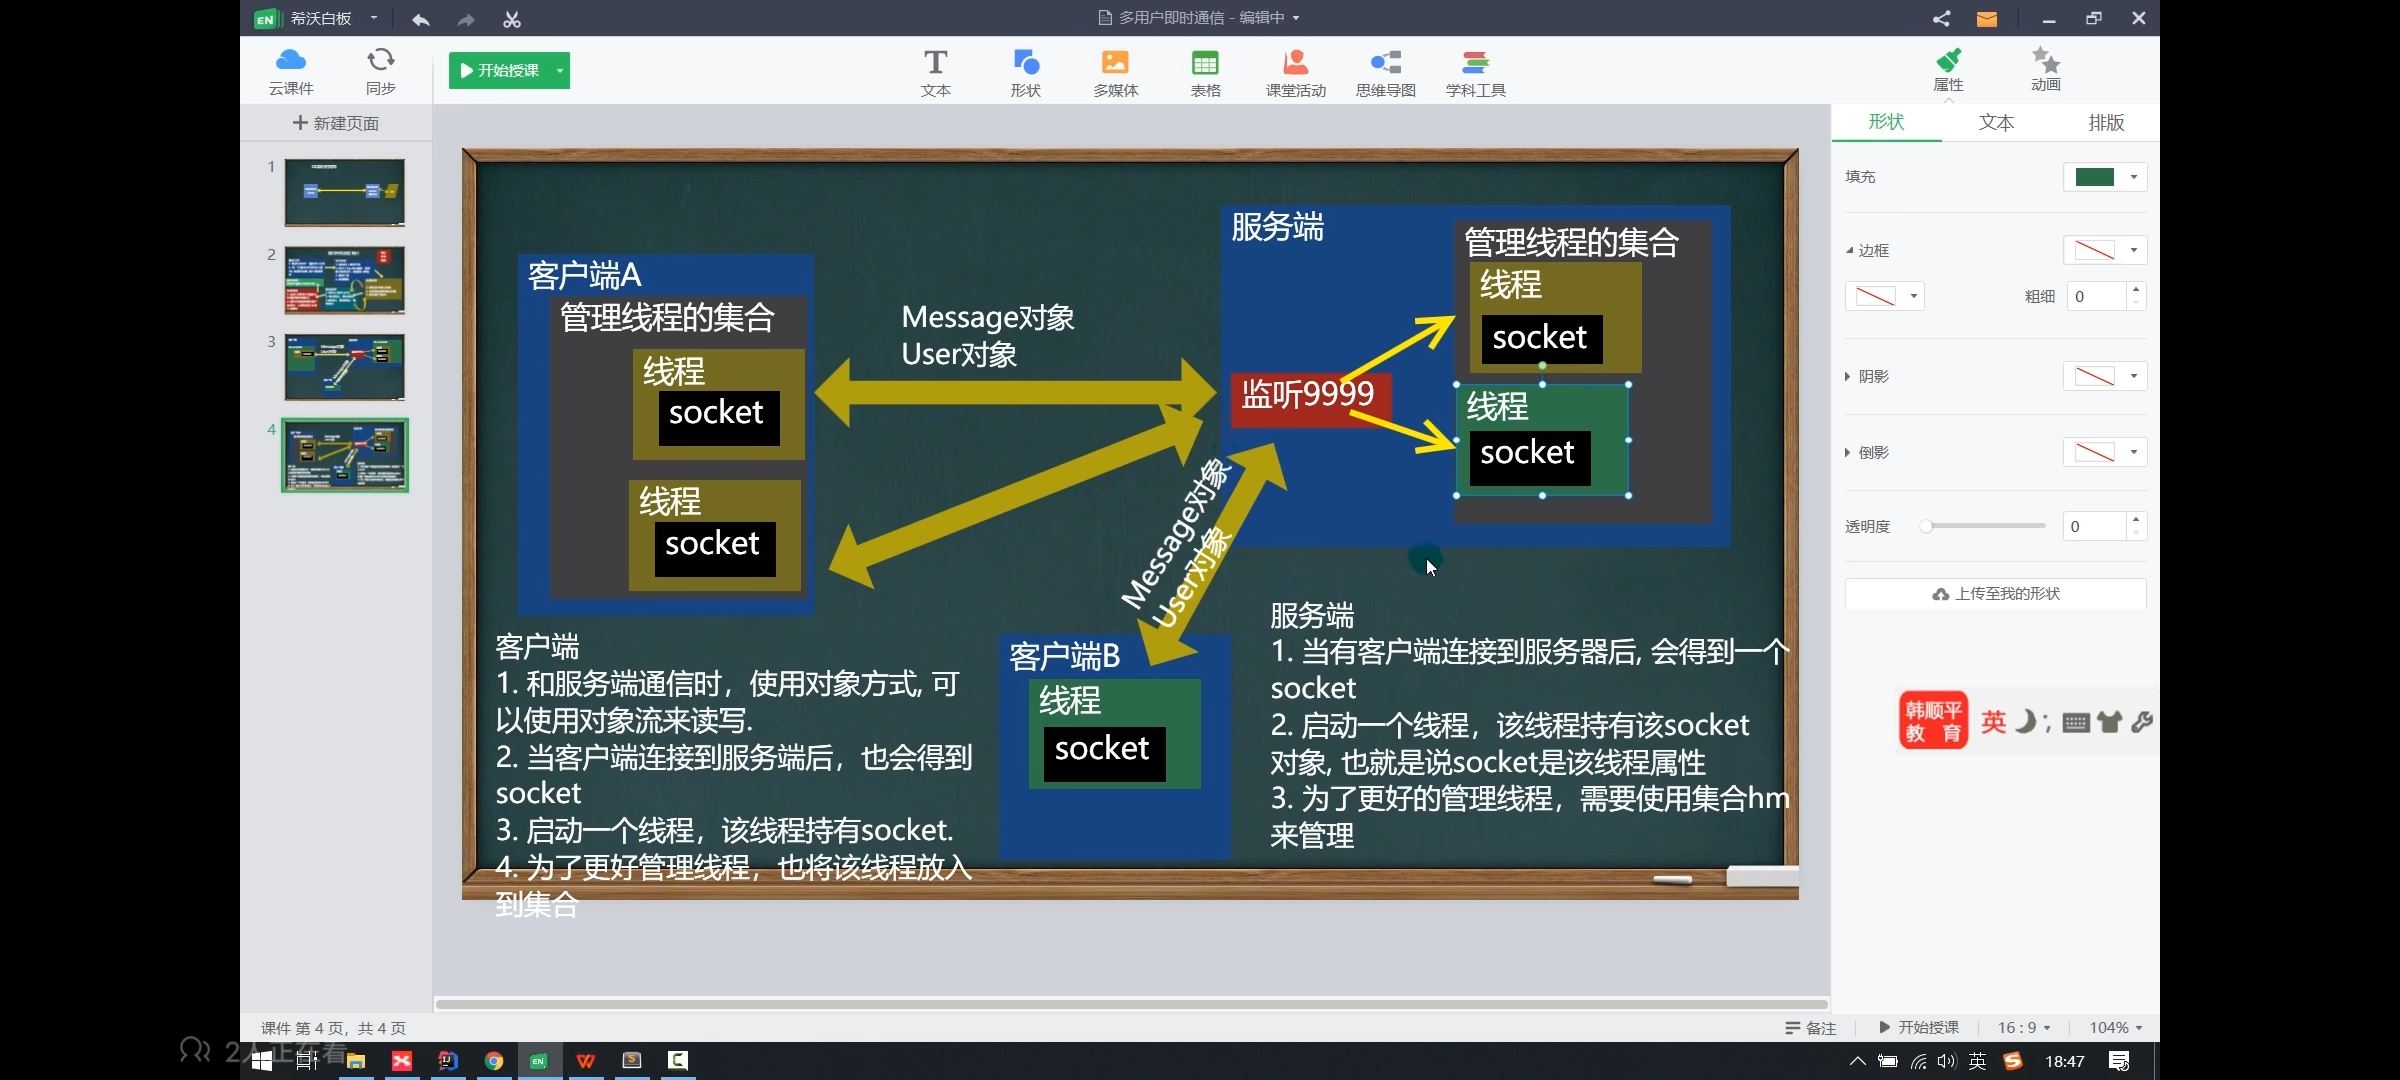 希沃白板
多用户即时通信 - 编辑中
云课件
同步
开始授课
文本
形状
多媒体
表格
课堂活动
思维导图
学科工具
属性
动画
新建页面
形状
文本
排版
1
2
3
4
填充
边框
粗细
0
阴影
倒影
透明度
0
上传至我的形状
客户端A
管理线程的集合
线程
socket
线程
socket
Message对象
User对象
服务端
管理线程的集合
线程
socket
监听9999
线程
socket
Message对象
User对象
客户端B
线程
socket
客户端
1. 和服务端通信时，使用对象方式, 可
以使用对象流来读写.
2. 当客户端连接到服务端后，也会得到
socket
3. 启动一个线程，该线程持有socket.
4. 为了更好管理线程，也将该线程放入
到集合
服务端
1. 当有客户端连接到服务器后, 会得到一个
socket
2. 启动一个线程，该线程持有该socket
对象, 也就是说socket是该线程属性
3. 为了更好的管理线程，需要使用集合hm
来管理
韩顺平
教 育
英
课件 第 4 页，共 4 页
备注
开始授课
16 : 9
104%
2人正在看
英
18:47